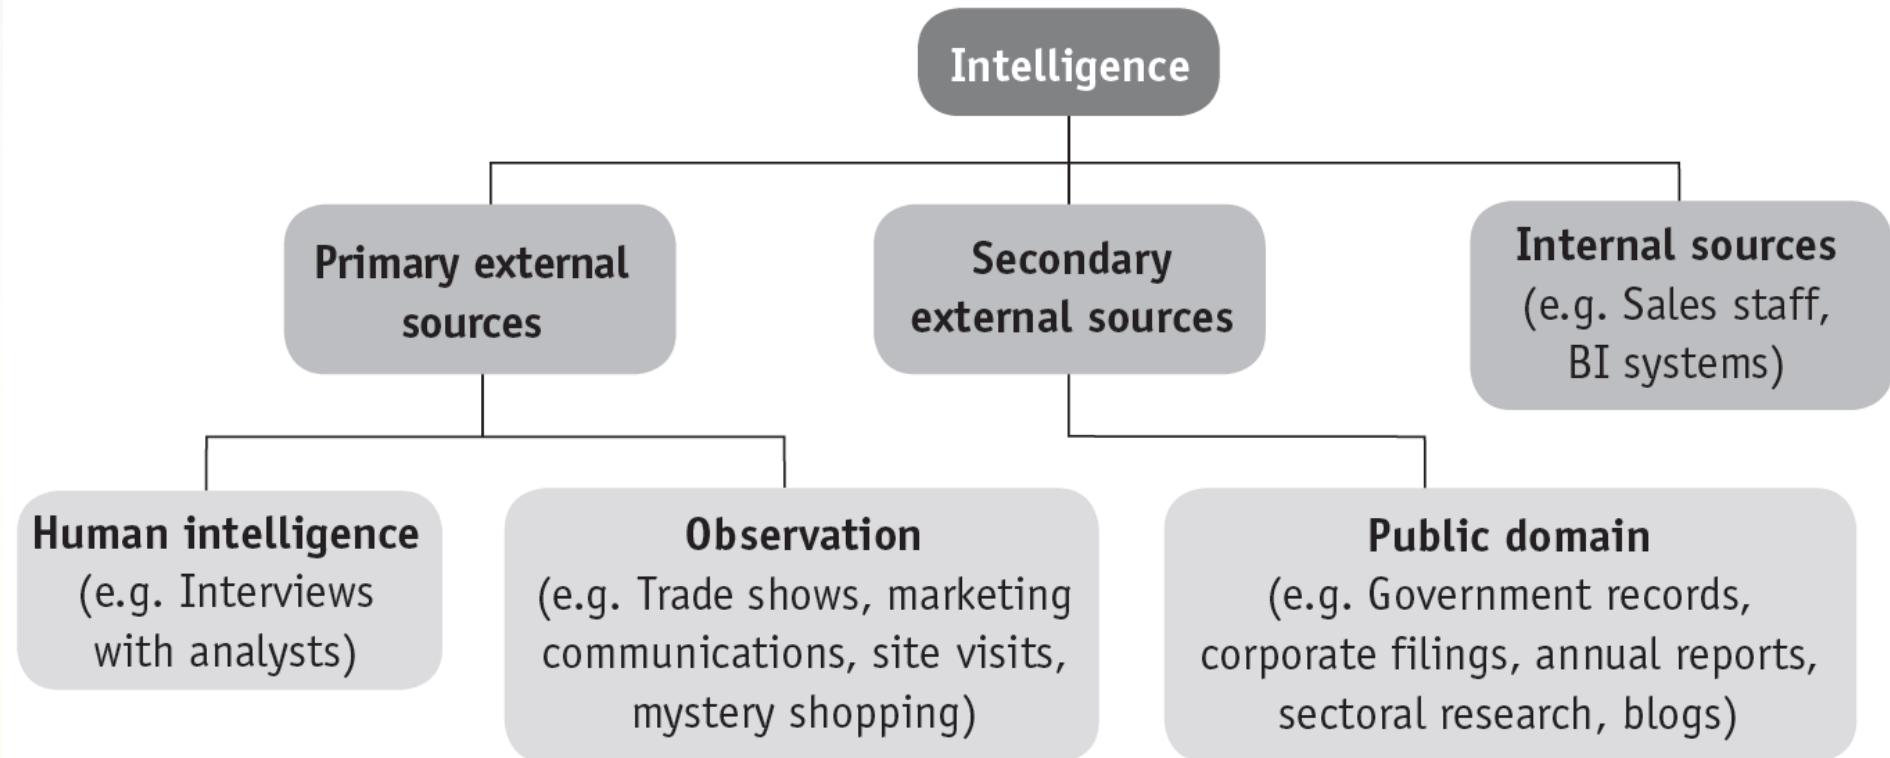 Intelligence
Primary external
sources
Secondary
external sources
Internal sources
(e.g. Sales staff,
BI systems)
Human intelligence
(e.g. Interviews
with analysts)
Observation
(e.g. Trade shows, marketing
communications, site visits,
mystery shopping)
Public domain
(e.g. Government records,
corporate filings, annual reports,
sectoral research, blogs)